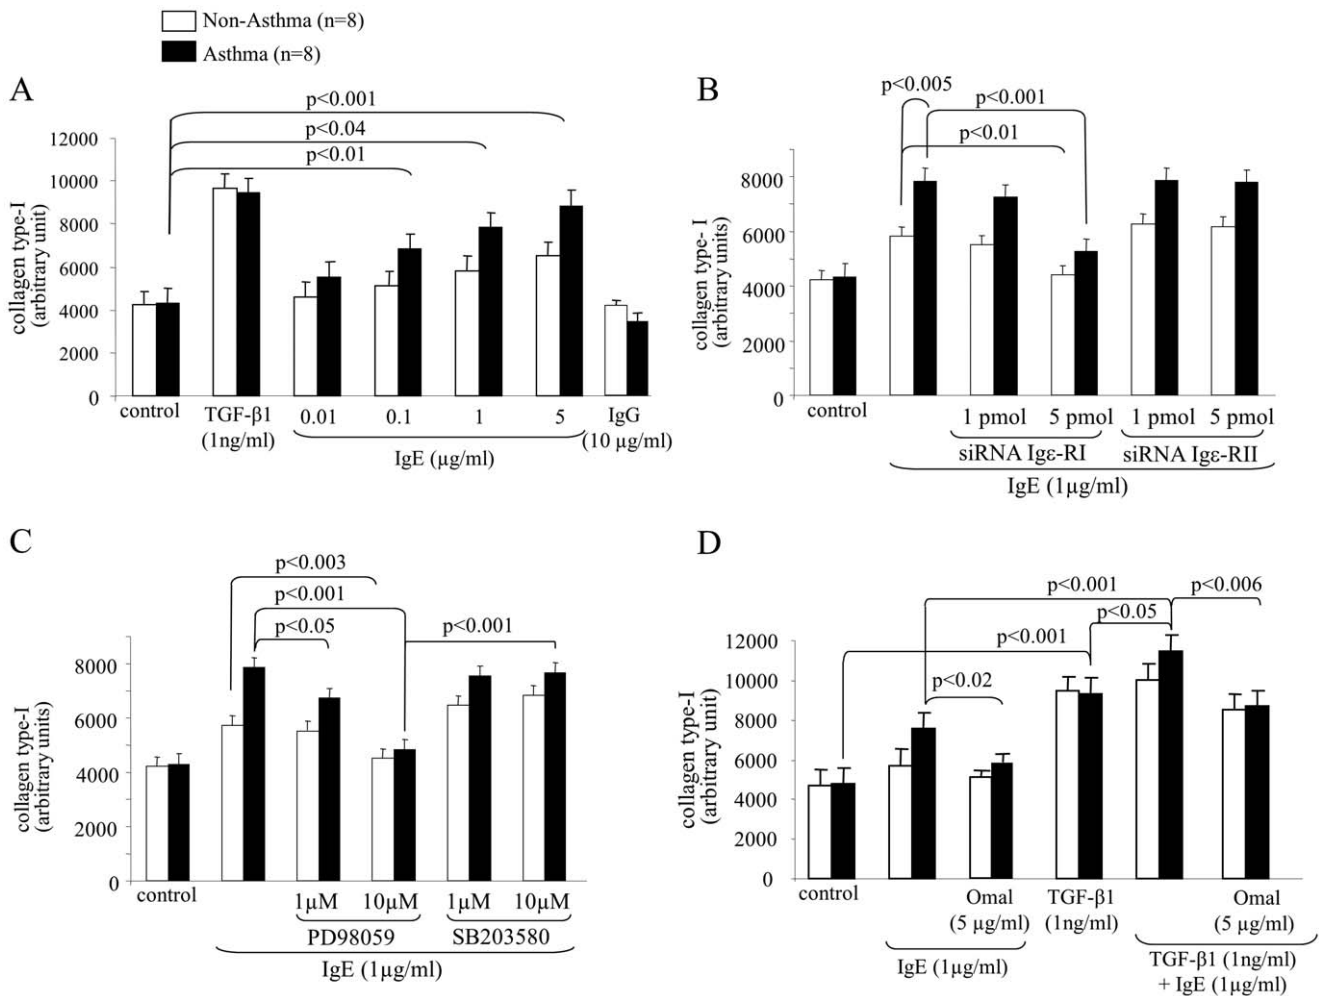 Non-Asthma (n=8)
Asthma (n=8)
A
p<0.001
p<0.04
p<0.01
collagen type-I
(arbitrary unit)
12000
10000
8000
6000
4000
2000
0
control
TGF-β1
(1ng/ml)
0.01
0.1
1
5
IgE (µg/ml)
IgG
(10 µg/ml)
B
p<0.005
p<0.001
p<0.01
collagen type- I
(arbitrary units)
8000
6000
4000
2000
0
control
1 pmol
5 pmol
1 pmol
5 pmol
siRNA Igε-RI
siRNA Igε-RII
IgE (1µg/ml)
C
p<0.003
p<0.001
p<0.05
p<0.001
collagen type-I
(arbitrary units)
8000
6000
4000
2000
0
control
1µM
10µM
1µM
10µM
PD98059
SB203580
IgE (1µg/ml)
D
p<0.001
p<0.006
p<0.05
p<0.001
p<0.02
collagen type-I
(arbitrary unit)
12000
10000
8000
6000
4000
2000
0
control
Omal
(5 µg/ml)
IgE (1µg/ml)
TGF-β1
(1ng/ml)
Omal
(5 µg/ml)
TGF-β1 (1ng/ml)
+ IgE (1µg/ml)